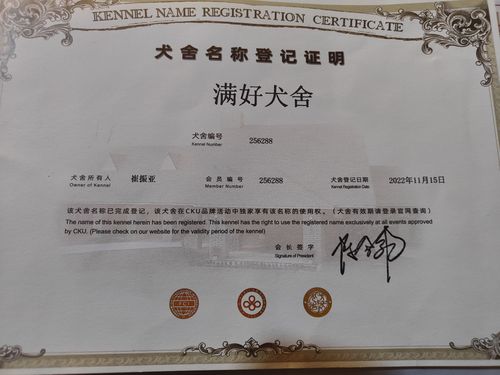 KENNEL NAME REGISTRATION CERTIFICATE
犬舍名称登记证明
满好犬舍
犬舍编号 256288
Kennel Number
犬舍所有人 崔振亚 会员编号 256288 犬舍登记日期 2022年11月15日
Owner of Kennel Membership Number Kennel Registration Date
该犬舍名称已完成登记，该犬舍在CKU品牌活动中独家享有该名称的使用权。（犬舍有效期请登录官网查询）
The name of this kennel herein has been registered. This kennel has the right to use the registered name exclusively at all events approved
by CKU. (Please check on our website for the validity period of the kennel)
会长签字
Signature of President
FCI